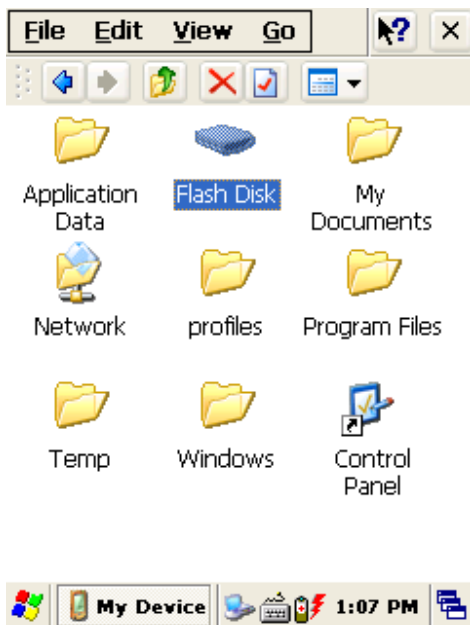 File Edit View Go
Application Data
Flash Disk
My Documents
Network
profiles
Program Files
Temp
Windows
Control Panel
My Device
1:07 PM